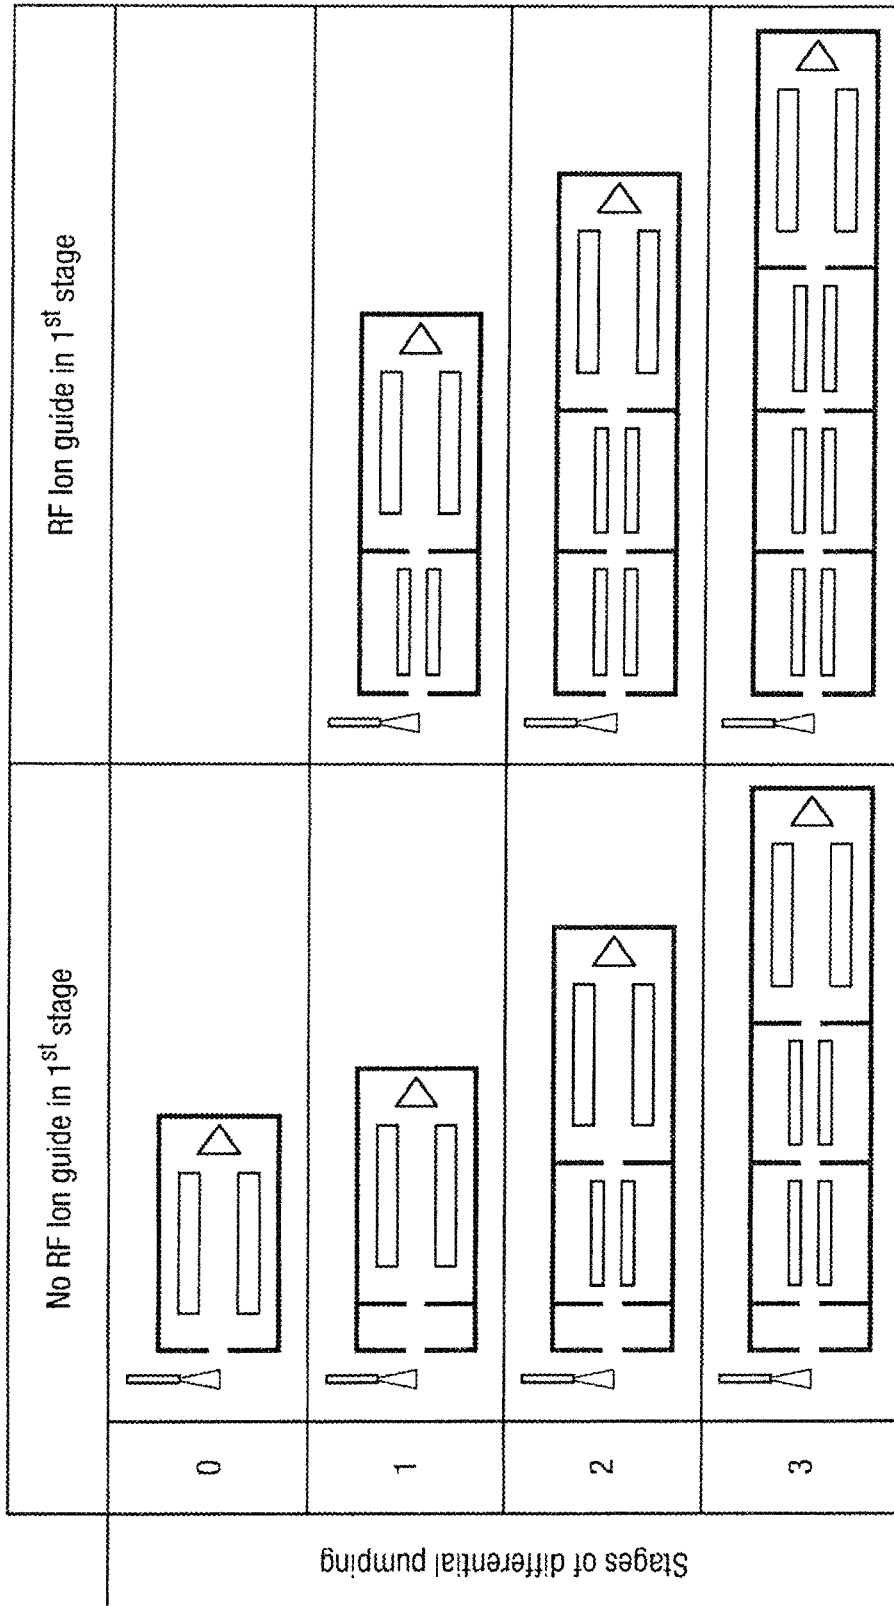 No RF Ion guide in 1st stage
RF Ion guide in 1st stage
Stages of differential pumping
0
1
2
3